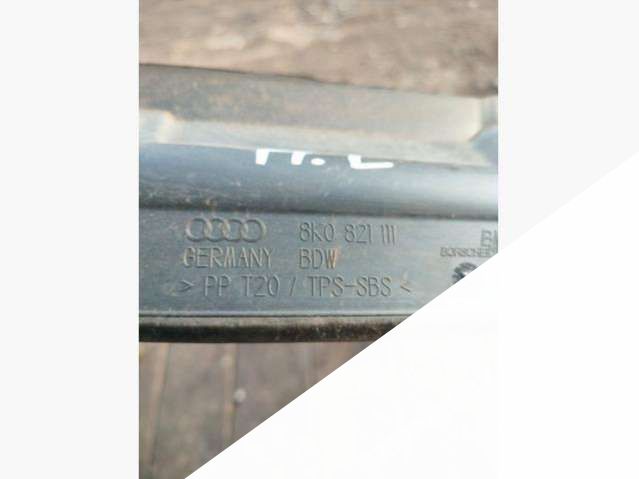 8K0 821 111
GERMANY BDW
> PP T20 / TPS-SBS <